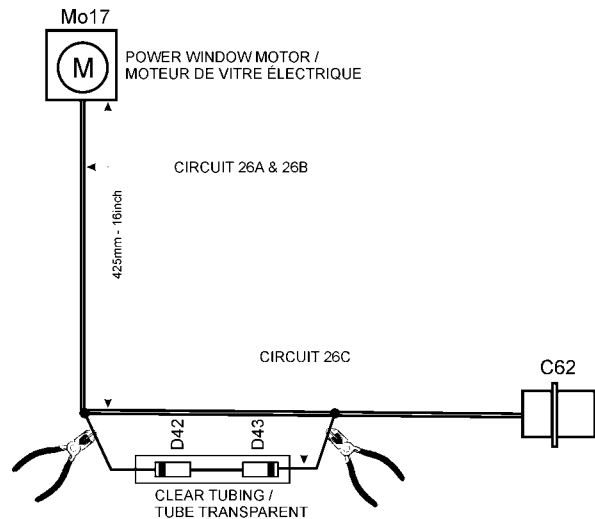 Mo17
M
POWER WINDOW MOTOR /
MOTEUR DE VITRE ÉLECTRIQUE
CIRCUIT 26A & 26B
425mm - 16inch
CIRCUIT 26C
C62
D42
D43
CLEAR TUBING /
TUBE TRANSPARENT